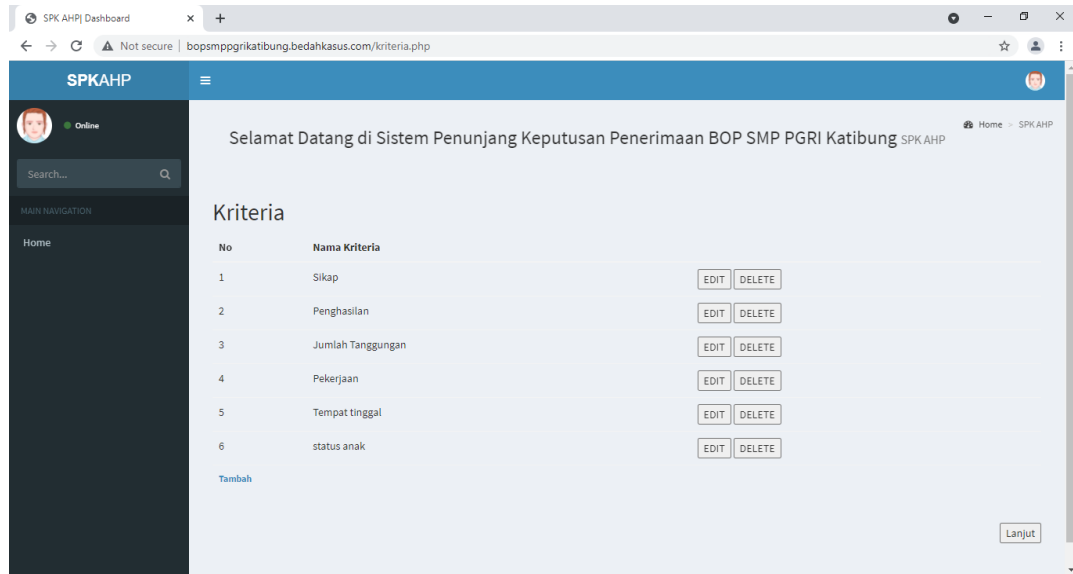 SPK AHP| Dashboard
Not secure | bopsmppgrikatibung.bedahkasus.com/kriteria.php
SPKAHP
Online
Selamat Datang di Sistem Penunjang Keputusan Penerimaan BOP SMP PGRI Katibung SPK AHP
Home > SPK AHP
Search...
MAIN NAVIGATION
Home
Kriteria
No Nama Kriteria
1 Sikap EDIT DELETE
2 Penghasilan EDIT DELETE
3 Jumlah Tanggungan EDIT DELETE
4 Pekerjaan EDIT DELETE
5 Tempat tinggal EDIT DELETE
6 status anak EDIT DELETE
Tambah
Lanjut